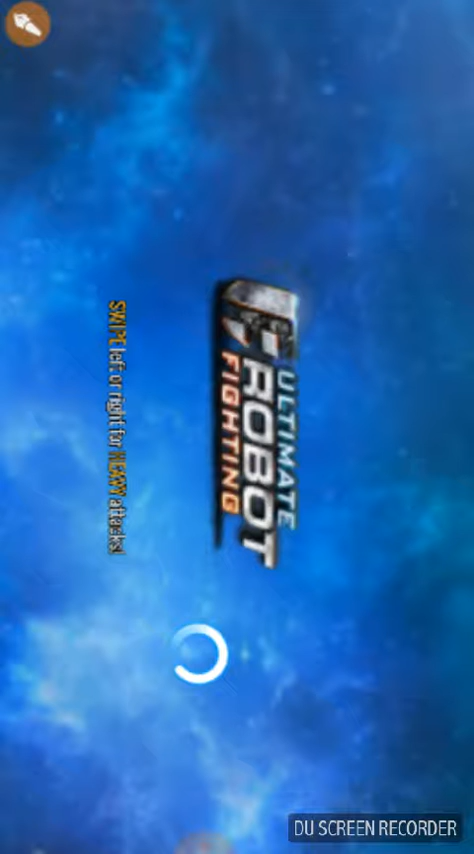 ULTIMATE
ROBOT
FIGHTING
SWIPE left or right for HEAVY attacks!
DU SCREEN RECORDER